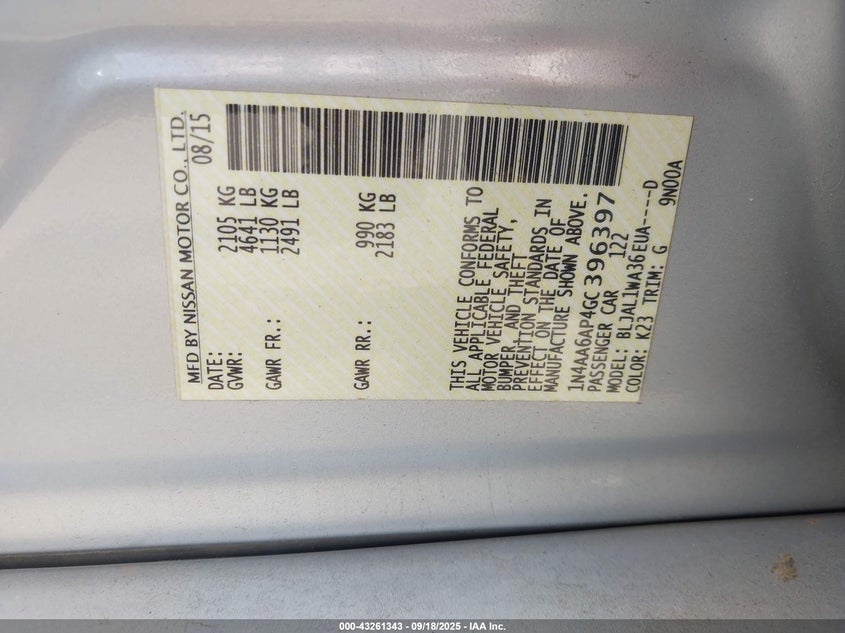 MFD BY NISSAN MOTOR CO., LTD.
DATE: 08/15
GVWR: 2105 KG
4641 LB
GAWR FR.: 1130 KG
2491 LB
GAWR RR.: 990 KG
2183 LB
THIS VEHICLE CONFORMS TO
ALL APPLICABLE FEDERAL
MOTOR VEHICLE SAFETY,
BUMPER, AND THEFT
PREVENTION STANDARDS IN
EFFECT ON THE DATE OF
MANUFACTURE SHOWN ABOVE.
1N4AA6AP4GC396397
PASSENGER CAR 122
MODEL: BLJAL1WA36EUA-----D
COLOR: K23 TRIM: G 9N00A
000-43261343 - 09/18/2025 - IAA Inc.